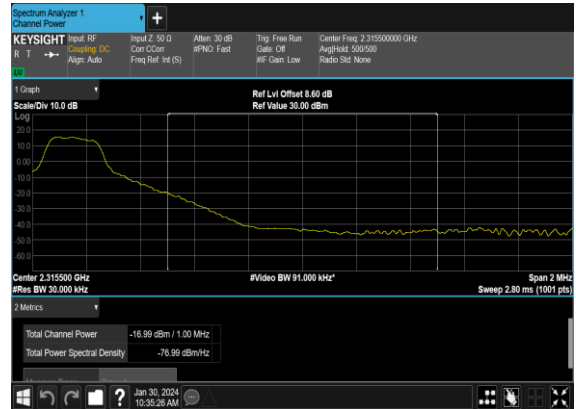 Spectrum Analyzer 1
Channel Power
+
KEYSIGHT Input: RF Input Z: 50 Ω Atten: 30 dB Trig: Free Run Center Freq: 2.315500000 GHz
R T Coupling: DC Corr CCorr #PNO: Fast Gate: Off Avg|Hold: 500/500
Align: Auto Freq Ref: Int (S) #IF Gain: Low Radio Std: None
1 Graph
Ref Lvl Offset 8.60 dB
Scale/Div 10.0 dB Ref Value 30.00 dBm
Log
20.0
10.0
0.00
-10.0
-20.0
-30.0
-40.0
-50.0
-60.0
Center 2.315500 GHz #Video BW 91.000 kHz* Span 2 MHz
#Res BW 30.000 kHz Sweep 2.80 ms (1001 pts)
2 Metrics
Total Channel Power -16.99 dBm / 1.00 MHz
Total Power Spectral Density -76.99 dBm/Hz
? Jan 30, 2024
10:35:26 AM